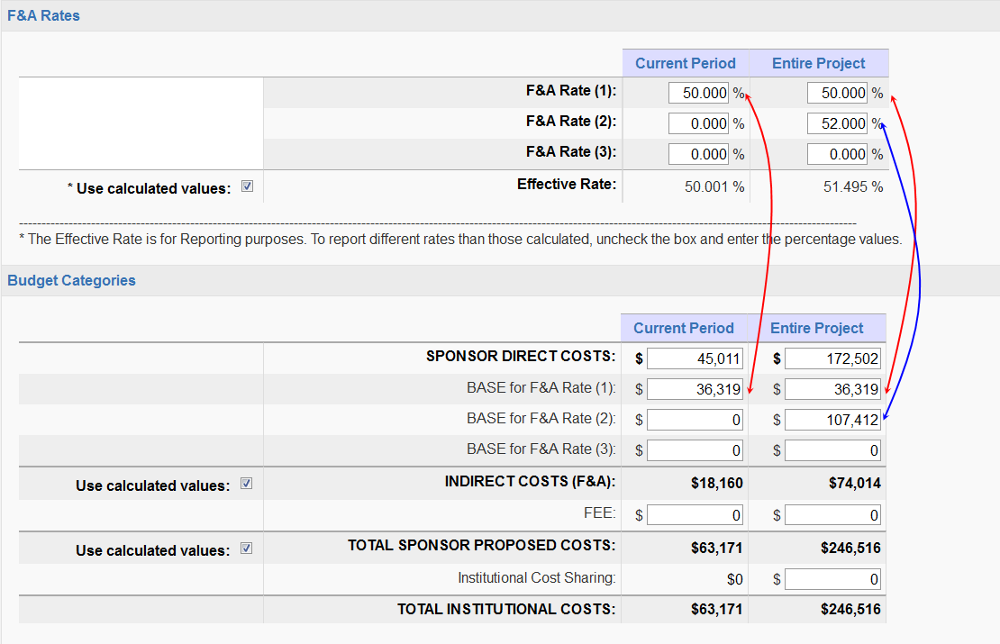 F&A Rates
Current Period Entire Project
F&A Rate (1): 50.000 % 50.000 %
F&A Rate (2): 0.000 % 52.000 %
F&A Rate (3): 0.000 % 0.000 %
* Use calculated values: Effective Rate: 50.001 % 51.495 %
* The Effective Rate is for Reporting purposes. To report different rates than those calculated, uncheck the box and enter the percentage values.
Budget Categories
Current Period Entire Project
SPONSOR DIRECT COSTS: $ 45,011 $ 172,502
BASE for F&A Rate (1): $ 36,319 $ 36,319
BASE for F&A Rate (2): $ 0 $ 107,412
BASE for F&A Rate (3): $ 0 $ 0
Use calculated values: INDIRECT COSTS (F&A): $18,160 $74,014
FEE: $ 0 $ 0
Use calculated values: TOTAL SPONSOR PROPOSED COSTS: $63,171 $246,516
Institutional Cost Sharing: $0 $ 0
TOTAL INSTITUTIONAL COSTS: $63,171 $246,516